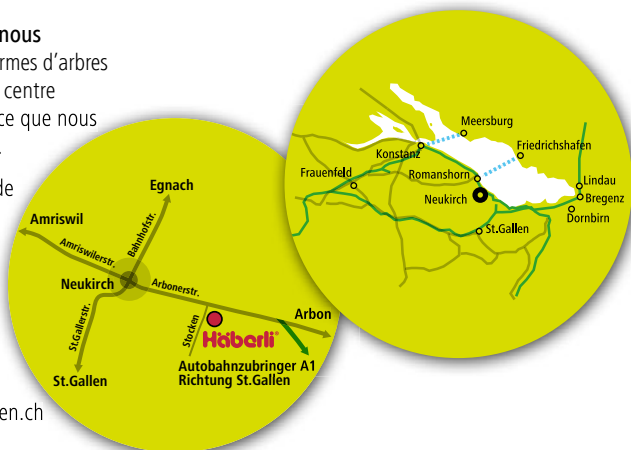 nous
rmes d’arbres
centre
ce que nous
de
en.ch
Egnach
Amriswil
Bahnhofstr.
Amriswilerstr.
Neukirch
Arbonerstr.
St.Gallerstr.
Stocken
Arbon
Häberli®
Autobahnzubringer A1
Richtung St.Gallen
St.Gallen
Meersburg
Konstanz
Friedrichshafen
Frauenfeld
Romanshorn
Lindau
Neukirch
Bregenz
Dornbirn
St.Gallen